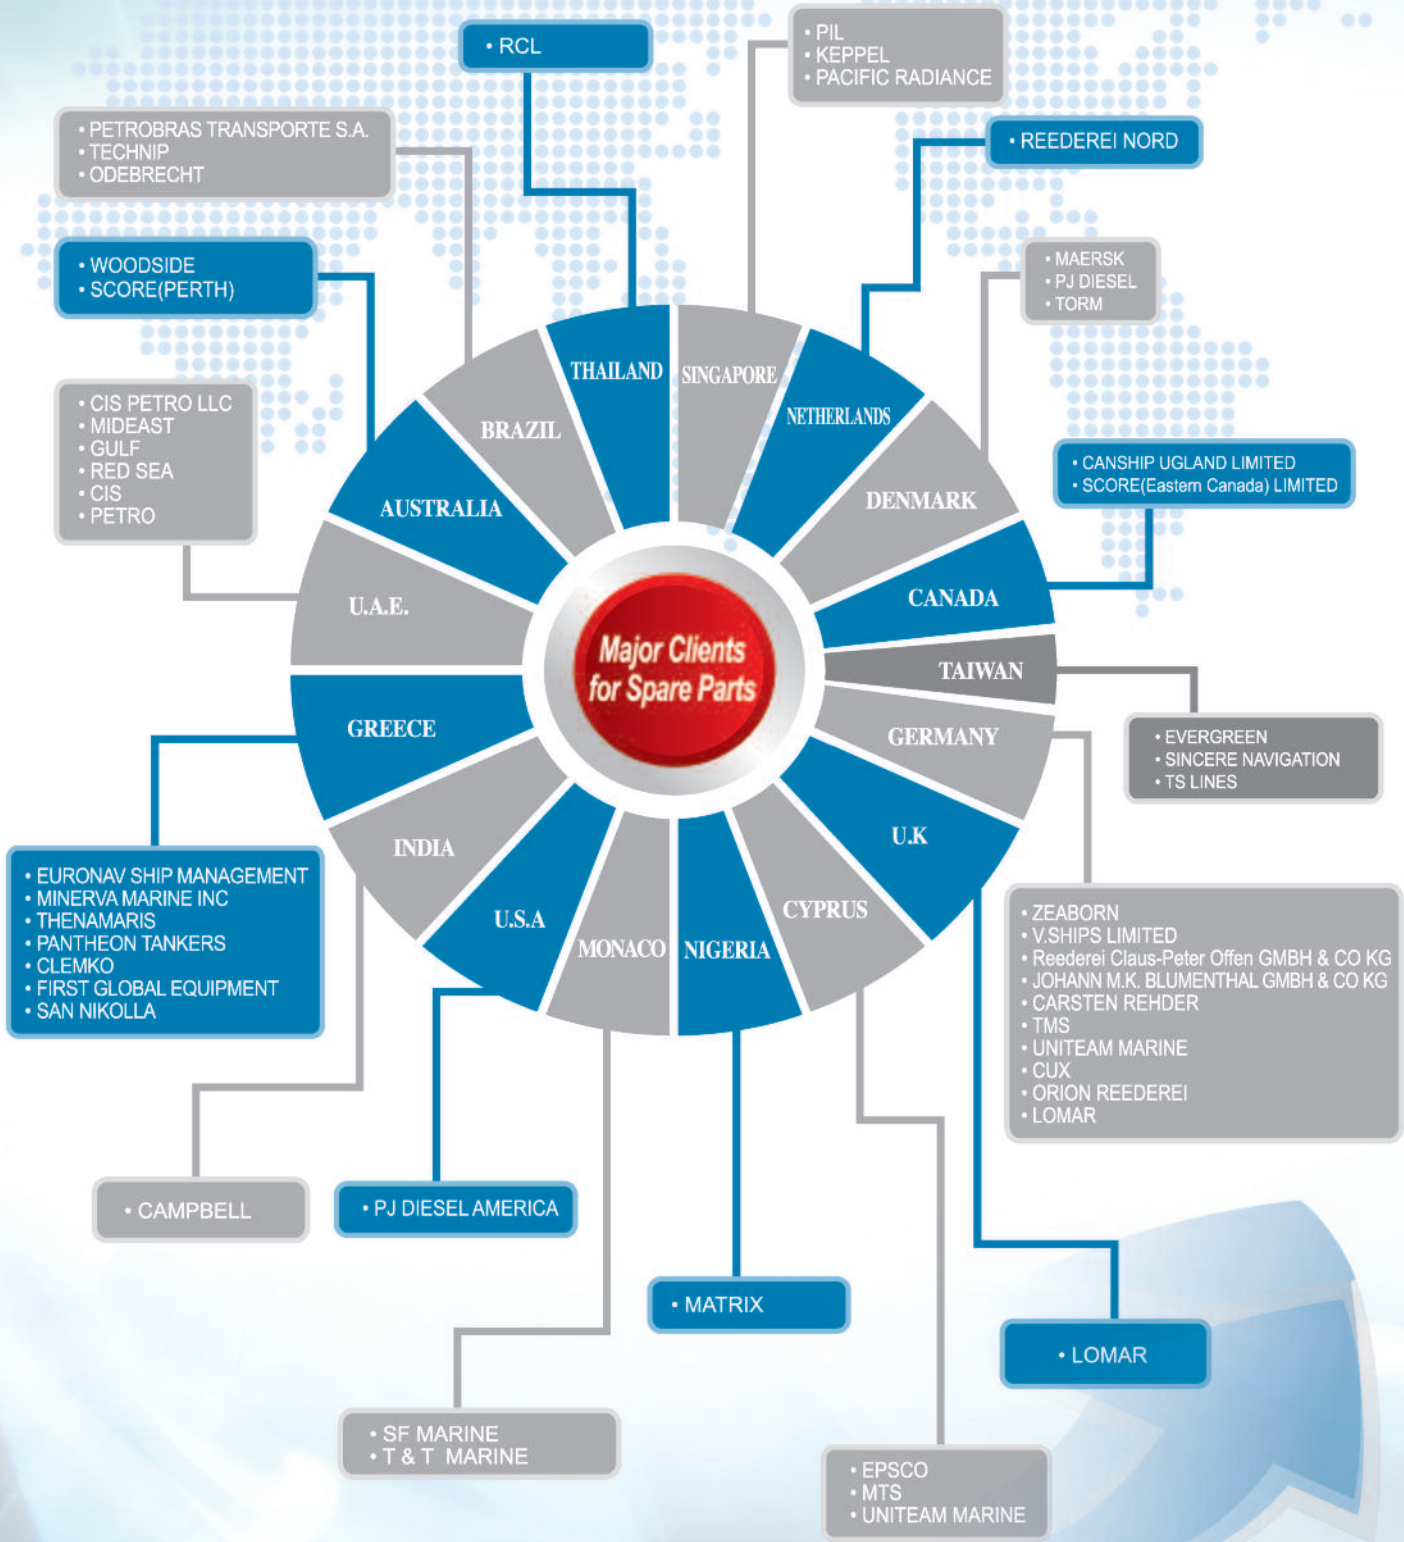 • RCL
• PIL
• KEPPEL
• PACIFIC RADIANCE
• PETROBRAS TRANSPORTE S.A.
• TECHNIP
• ODEBRECHT
• REEDEREI NORD
• WOODSIDE
• SCORE(PERTH)
• MAERSK
• PJ DIESEL
• TORM
• CIS PETRO LLC
• MIDEAST
• GULF
• RED SEA
• CIS
• PETRO
• CANSHIP UGLAND LIMITED
• SCORE(Eastern Canada) LIMITED
THAILAND
SINGAPORE
NETHERLANDS
BRAZIL
DENMARK
AUSTRALIA
CANADA
U.A.E.
TAIWAN
Major Clients
for Spare Parts
GREECE
GERMANY
INDIA
U.K
U.S.A
CYPRUS
MONACO
NIGERIA
• EVERGREEN
• SINCERE NAVIGATION
• TS LINES
• EURONAV SHIP MANAGEMENT
• MINERVA MARINE INC
• THENAMARIS
• PANTHEON TANKERS
• CLEMKO
• FIRST GLOBAL EQUIPMENT
• SAN NIKOLLA
• ZEABORN
• V.SHIPS LIMITED
• Reederei Claus-Peter Offen GMBH & CO KG
• JOHANN M.K. BLUMENTHAL GMBH & CO KG
• CARSTEN REHDER
• TMS
• UNITEAM MARINE
• CUX
• ORION REEDEREI
• LOMAR
• CAMPBELL
• PJ DIESEL AMERICA
• MATRIX
• LOMAR
• SF MARINE
• T & T MARINE
• EPSCO
• MTS
• UNITEAM MARINE